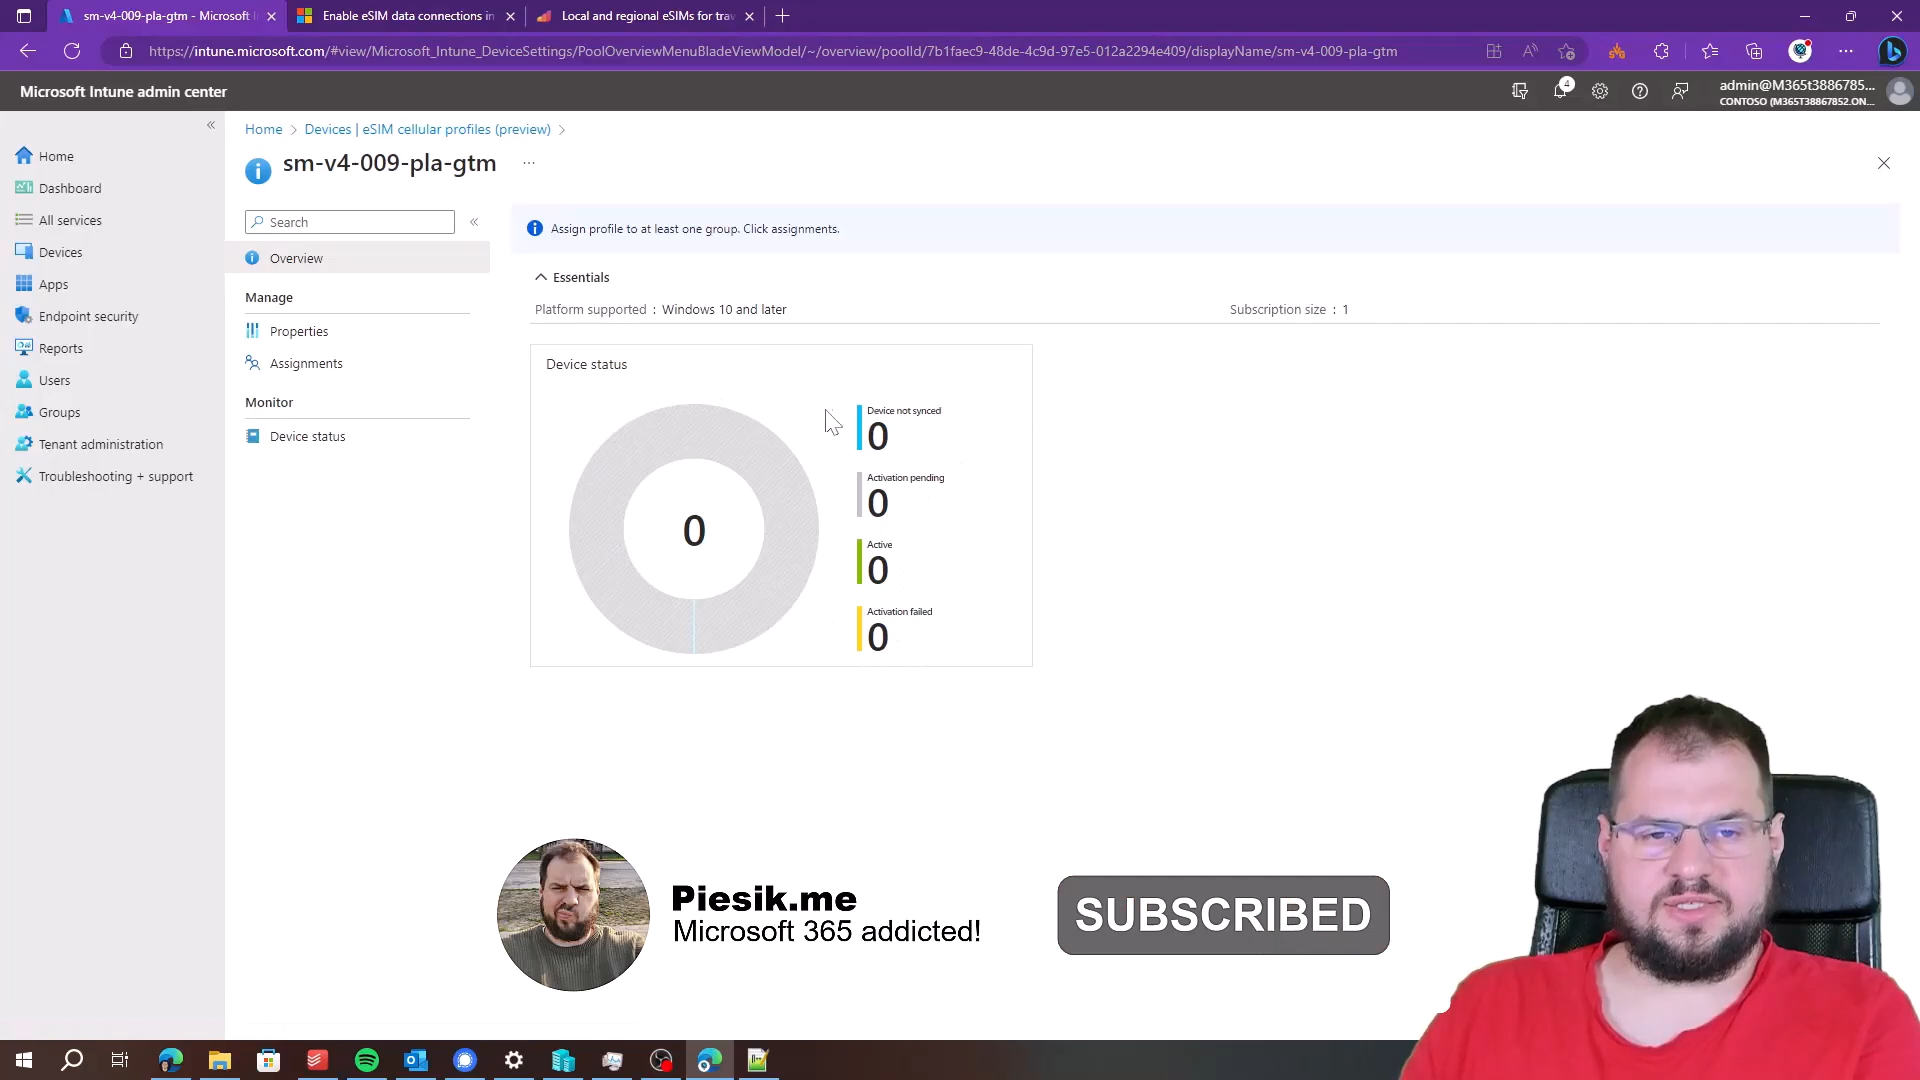 sm-v4-009-pla-gtm - Microsoft I
Enable eSIM data connections in
Local and regional eSIMs for trav
https://intune.microsoft.com/#view/Microsoft_Intune_DeviceSettings/PoolOverviewMenuBladeViewModel/~/overview/poolId/7b1faec9-48de-4c9d-97e5-012a2294e409/displayName/sm-v4-009-pla-gtm
Microsoft Intune admin center
4
admin@M365t3886785...
CONTOSO (M365T38867852.ON...
Home
Dashboard
All services
Devices
Apps
Endpoint security
Reports
Users
Groups
Tenant administration
Troubleshooting + support
Home > Devices | eSIM cellular profiles (preview) >
sm-v4-009-pla-gtm ...
Search
Overview
Manage
Properties
Assignments
Monitor
Device status
Assign profile to at least one group. Click assignments.
Essentials
Platform supported : Windows 10 and later
Subscription size : 1
Device status
0
Device not synced
0
Activation pending
0
Active
0
Activation failed
0
Piesik.me
Microsoft 365 addicted!
SUBSCRIBED